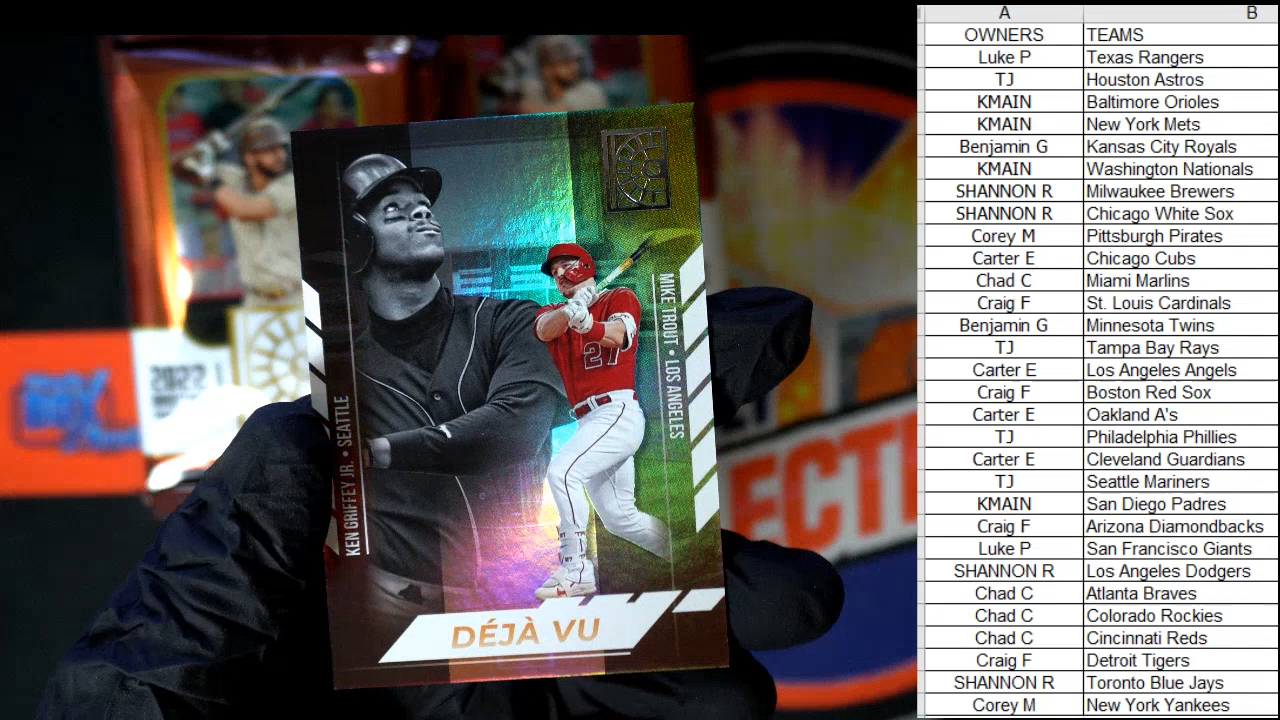 KEN GRIFFEY JR. • SEATTLE
MIKE TROUT • LOS ANGELES
27
DÉJÀ VU
2022
ECTI
A B
OWNERS TEAMS
Luke P Texas Rangers
TJ Houston Astros
KMAIN Baltimore Orioles
KMAIN New York Mets
Benjamin G Kansas City Royals
KMAIN Washington Nationals
SHANNON R Milwaukee Brewers
SHANNON R Chicago White Sox
Corey M Pittsburgh Pirates
Carter E Chicago Cubs
Chad C Miami Marlins
Craig F St. Louis Cardinals
Benjamin G Minnesota Twins
TJ Tampa Bay Rays
Carter E Los Angeles Angels
Craig F Boston Red Sox
Carter E Oakland A's
TJ Philadelphia Phillies
Carter E Cleveland Guardians
TJ Seattle Mariners
KMAIN San Diego Padres
Craig F Arizona Diamondbacks
Luke P San Francisco Giants
SHANNON R Los Angeles Dodgers
Chad C Atlanta Braves
Chad C Colorado Rockies
Chad C Cincinnati Reds
Craig F Detroit Tigers
SHANNON R Toronto Blue Jays
Corey M New York Yankees